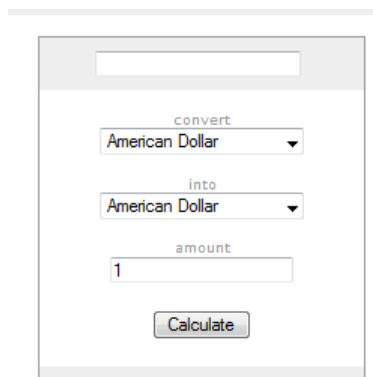 convert
American Dollar
into
American Dollar
amount
1
Calculate